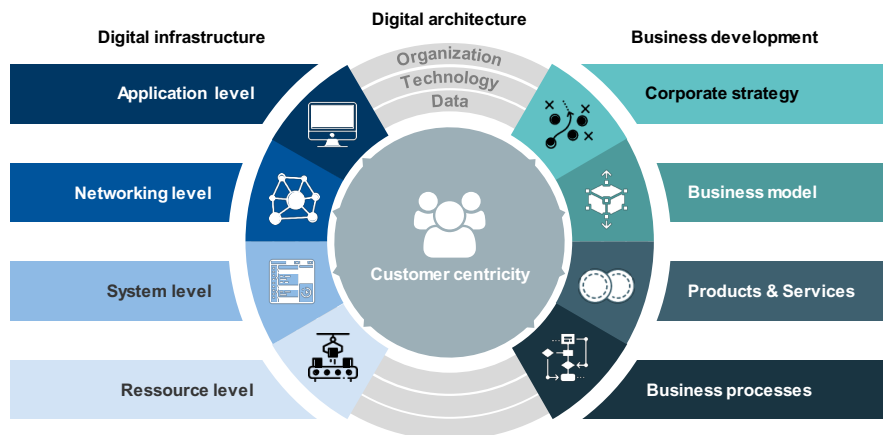 Digital architecture
Digital infrastructure
Business development
Organization
Technology
Data
Application level
Networking level
System level
Ressource level
Customer centricity
Corporate strategy
Business model
Products & Services
Business processes